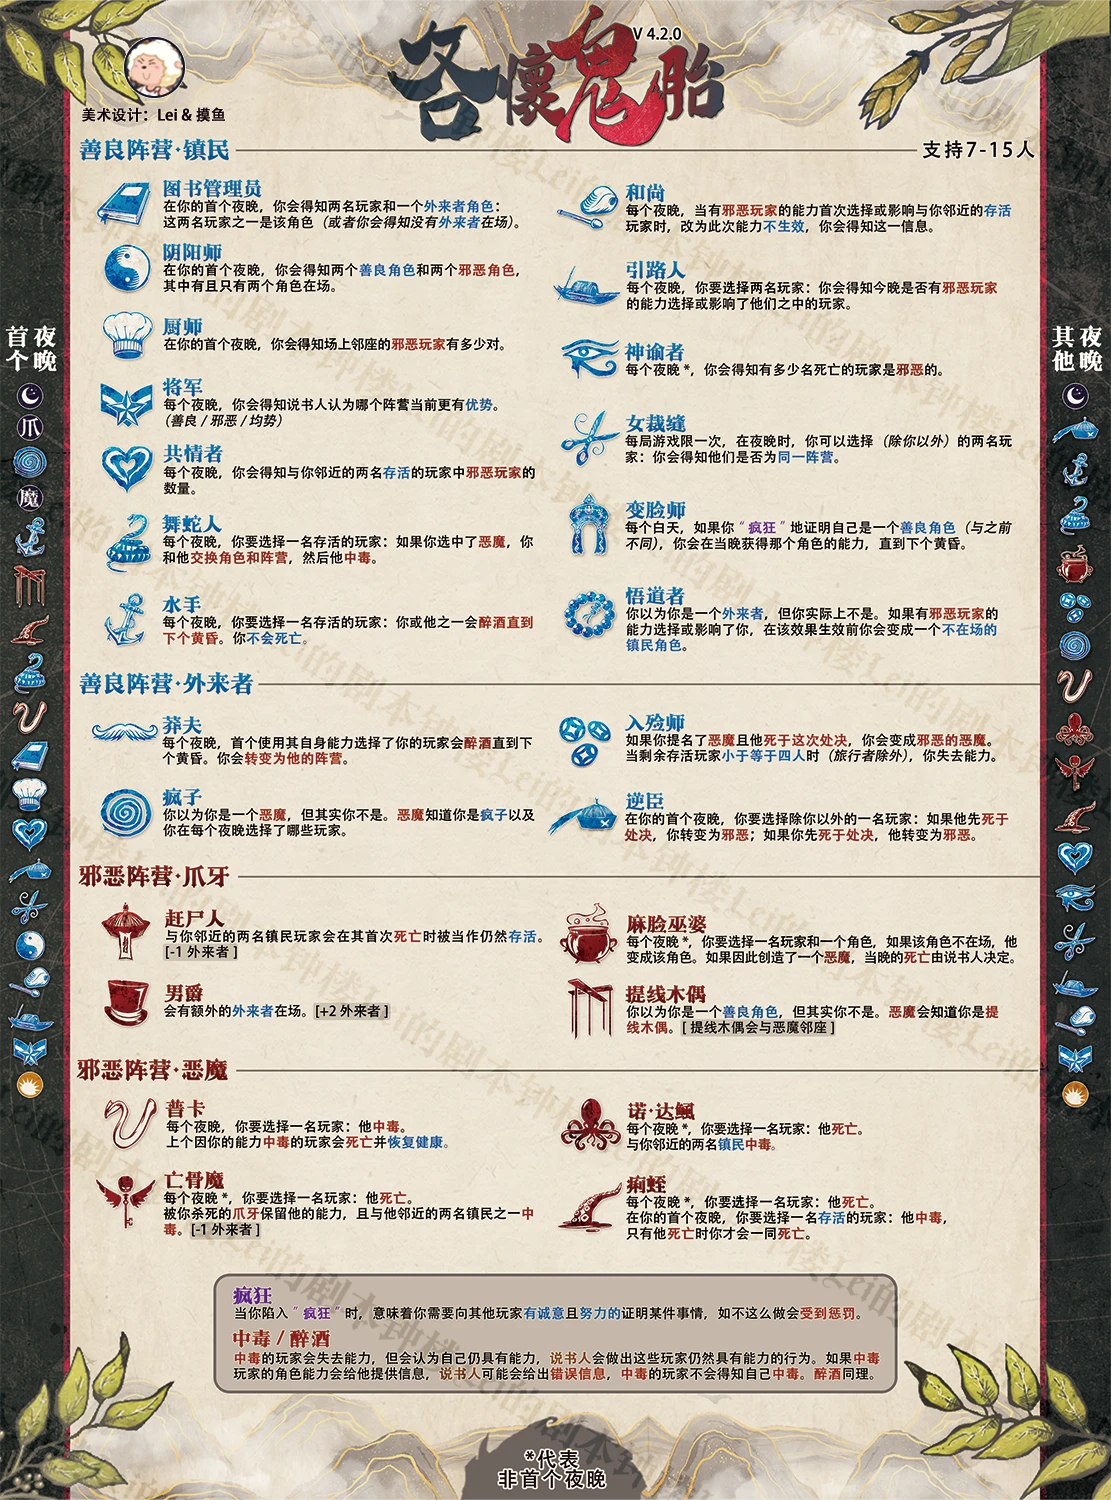 各懷鬼胎
V 4.2.0
美术设计：Lei & 摸鱼
善良阵营·镇民
支持7-15人
图书管理员
在你的首个夜晚，你会得知两名玩家和一个外来者角色：
这两名玩家之一是该角色（或者你会得知没有外来者在场）。
阴阳师
在你的首个夜晚，你会得知两个善良角色和两个邪恶角色，
其中有且只有两个角色在场。
厨师
在你的首个夜晚，你会得知场上邻座的邪恶玩家有多少对。
将军
每个夜晚，你会得知说书人认为哪个阵营当前更有优势。
（善良 / 邪恶 / 均势）
共情者
每个夜晚，你会得知与你邻近的两名存活的玩家中邪恶玩家的
数量。
舞蛇人
每个夜晚，你要选择一名存活的玩家：如果你选中了恶魔，你
和他交换角色和阵营，然后他中毒。
水手
每个夜晚，你要选择一名存活的玩家：你或他之一会醉酒直到
下个黄昏。你不会死亡。
和尚
每个夜晚，当有邪恶玩家的能力首次选择或影响与你邻近的存活
玩家时，改为此次能力不生效，你会得知这一信息。
引路人
每个夜晚，你要选择两名玩家：你会得知今晚是否有邪恶玩家
的能力选择或影响了他们之中的玩家。
神谕者
每个夜晚 *，你会得知有多少名死亡的玩家是邪恶的。
女裁缝
每局游戏限一次，在夜晚时，你可以选择（除你以外）的两名玩
家：你会得知他们是否为同一阵营。
变脸师
每个白天，如果你“疯狂”地证明自己是一个善良角色（与之前
不同），你会在当晚获得那个角色的能力，直到下个黄昏。
悟道者
你以为你是一个外来者，但你实际上不是。如果有邪恶玩家的
能力选择或影响了你，在该效果生效前你会变成一个不在场的
镇民角色。
善良阵营·外来者
莽夫
每个夜晚，首个使用其自身能力选择了你的玩家会醉酒直到下
个黄昏。你会转变为他的阵营。
疯子
你以为你是一个恶魔，但其实你不是。恶魔知道你是疯子以及
你在每个夜晚选择了哪些玩家。
入殓师
如果你提名了恶魔且他死于这次处决，你会变成邪恶的恶魔。
当剩余存活玩家小于等于四人时（旅行者除外），你失去能力。
逆臣
在你的首个夜晚，你要选择除你以外的一名玩家：如果他先死于
处决，你转变为邪恶；如果你先死于处决，他转变为邪恶。
邪恶阵营·爪牙
赶尸人
与你邻近的两名镇民玩家会在其首次死亡时被当作仍然存活。
[-1 外来者 ]
男爵
会有额外的外来者在场。[+2 外来者 ]
麻脸巫婆
每个夜晚 *，你要选择一名玩家和一个角色，如果该角色不在场，他
变成该角色。如果因此创造了一个恶魔，当晚的死亡由说书人决定。
提线木偶
你以为你是一个善良角色，但其实你不是。恶魔会知道你是提
线木偶。[ 提线木偶会与恶魔邻座 ]
邪恶阵营·恶魔
普卡
每个夜晚，你要选择一名玩家：他中毒。
上个因你的能力中毒的玩家会死亡并恢复健康。
亡骨魔
每个夜晚 *，你要选择一名玩家：他死亡。
被你杀死的爪牙保留他的能力，且与他邻近的两名镇民之一中
毒。[-1 外来者 ]
诺·达鲺
每个夜晚 *，你要选择一名玩家：他死亡。
与你邻近的两名镇民中毒。
痢蛭
每个夜晚 *，你要选择一名玩家：他死亡。
在你的首个夜晚，你要选择一名存活的玩家：他中毒，
只有他死亡时你才会一同死亡。
疯狂
当你陷入“疯狂”时，意味着你需要向其他玩家有诚意且努力的证明某件事情，如不这么做会受到惩罚。
中毒 / 醉酒
中毒的玩家会失去能力，但会认为自己仍具有能力，说书人会做出这些玩家仍然具有能力的行为。如果中毒
玩家的角色能力会给他提供信息，说书人可能会给出错误信息，中毒的玩家不会得知自己中毒。醉酒同理。
*代表
非首个夜晚
首个夜晚
爪
魔
其他夜晚